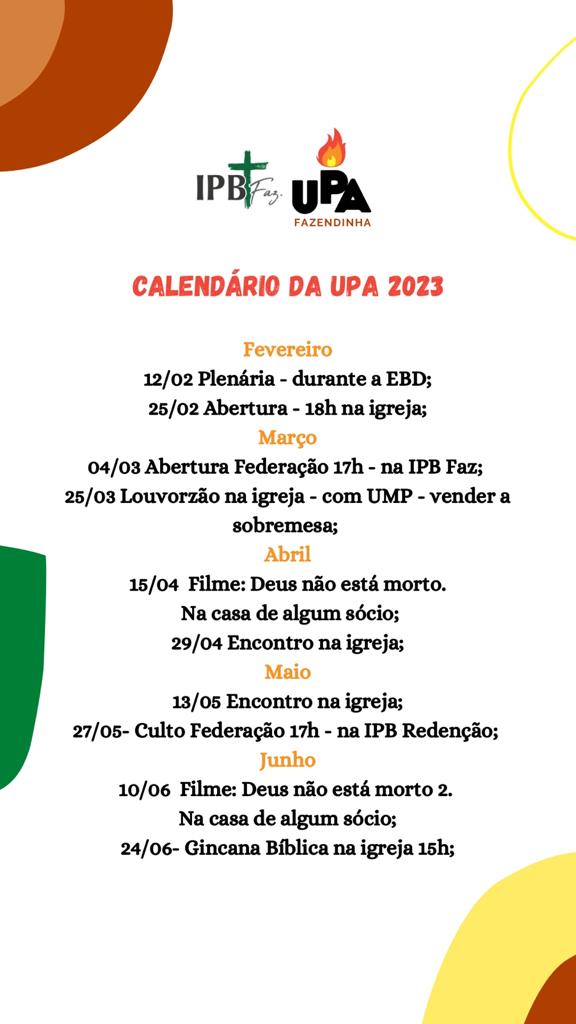 IPB Faz.
UPA
FAZENDINHA
CALENDÁRIO DA UPA 2023
Fevereiro
12/02 Plenária - durante a EBD;
25/02 Abertura - 18h na igreja;
Março
04/03 Abertura Federação 17h - na IPB Faz;
25/03 Louvorzão na igreja - com UMP - vender a
sobremesa;
Abril
15/04 Filme: Deus não está morto.
Na casa de algum sócio;
29/04 Encontro na igreja;
Maio
13/05 Encontro na igreja;
27/05- Culto Federação 17h - na IPB Redenção;
Junho
10/06 Filme: Deus não está morto 2.
Na casa de algum sócio;
24/06- Gincana Bíblica na igreja 15h;